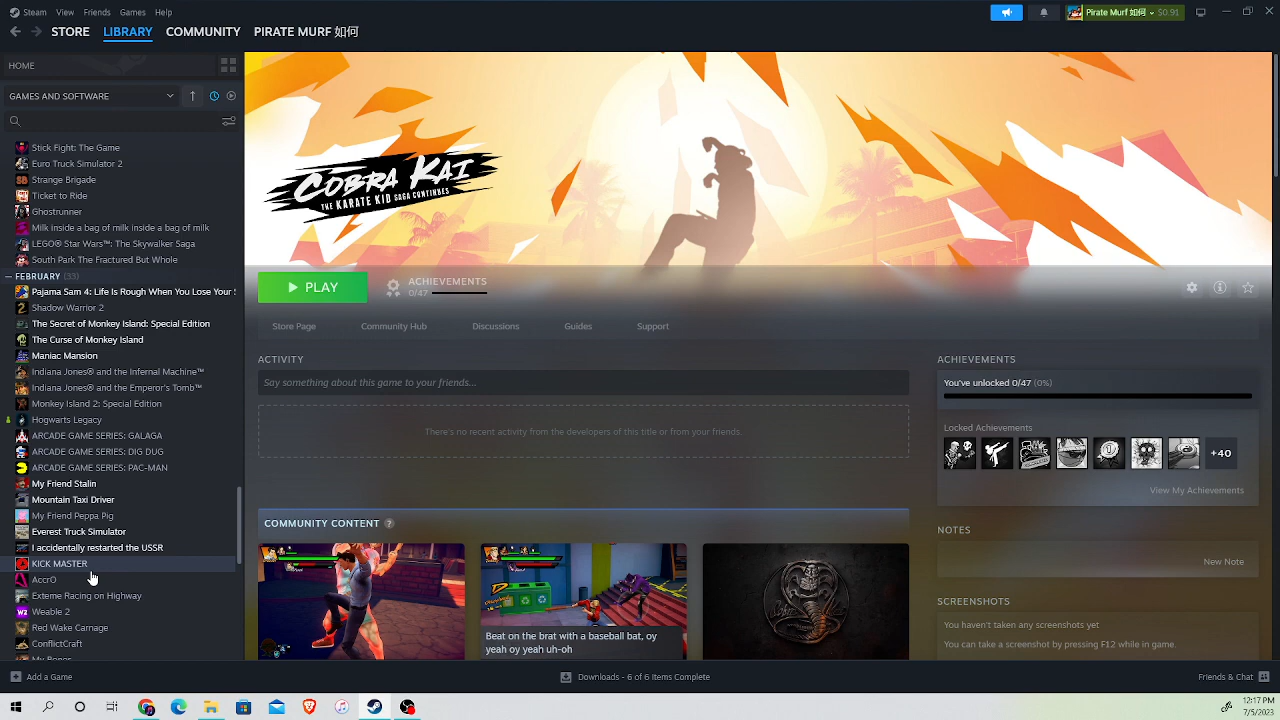 Steam View Friends Games Help
Pirate Murf 如何 $0.91
STORE LIBRARY COMMUNITY PIRATE MURF 如何
HOME
GAMES AND SOFTWARE
Stick Fight: The Game
Euro Truck Simulator 2
Strange Brigade
Ticket to Ride
Ghostrunner
Milk inside a bag of milk inside a bag of milk
LEGO® Star Wars™: The Skywalker Saga
South Park The Fractured But Whole
FEBRUARY (33)
Pajama Sam 4: Life Is Rough When You Lose Your S
Shadow Warrior 2
The Secret of Monkey Island
The Curse of Monkey Island
Indiana Jones® and the Infernal Machine™
Indiana Jones® and the Emperor's Tomb™
Monkey Island 2: Special Edition
Hogwarts Legacy
ARCADE GAME SERIES: GALAGA
ARCADE GAME SERIES: DIG DUG
ARCADE GAME SERIES: PAC-MAN
My Friend Stalin
Mount Taxi Driver
My Friend Peppa Pig
Everest Tube Simulator
I accidentally restored the USSR
KICK MASTER
AccrO
Exteme Racing on Highway
Weable 2
Red Wake Carnage
ConflictCraft
My Bones
COBRA KAI
THE KARATE KID SAGA CONTINUES
PLAY
ACHIEVEMENTS
0/47
Store Page Community Hub Discussions Guides Support
ACTIVITY
Say something about this game to your friends...
There's no recent activity from the developers of this title or from your friends.
COMMUNITY CONTENT ?
Beat on the brat with a baseball bat, oy
yeah oy yeah uh-oh
ACHIEVEMENTS
You've unlocked 0/47 (0%)
Locked Achievements
+40
View My Achievements
NOTES
New Note
SCREENSHOTS
You haven't taken any screenshots yet
You can take a screenshot by pressing F12 while in game.
Add a Game
Downloads - 6 of 6 Items Complete
Friends & Chat
12:17 PM
7/5/2023